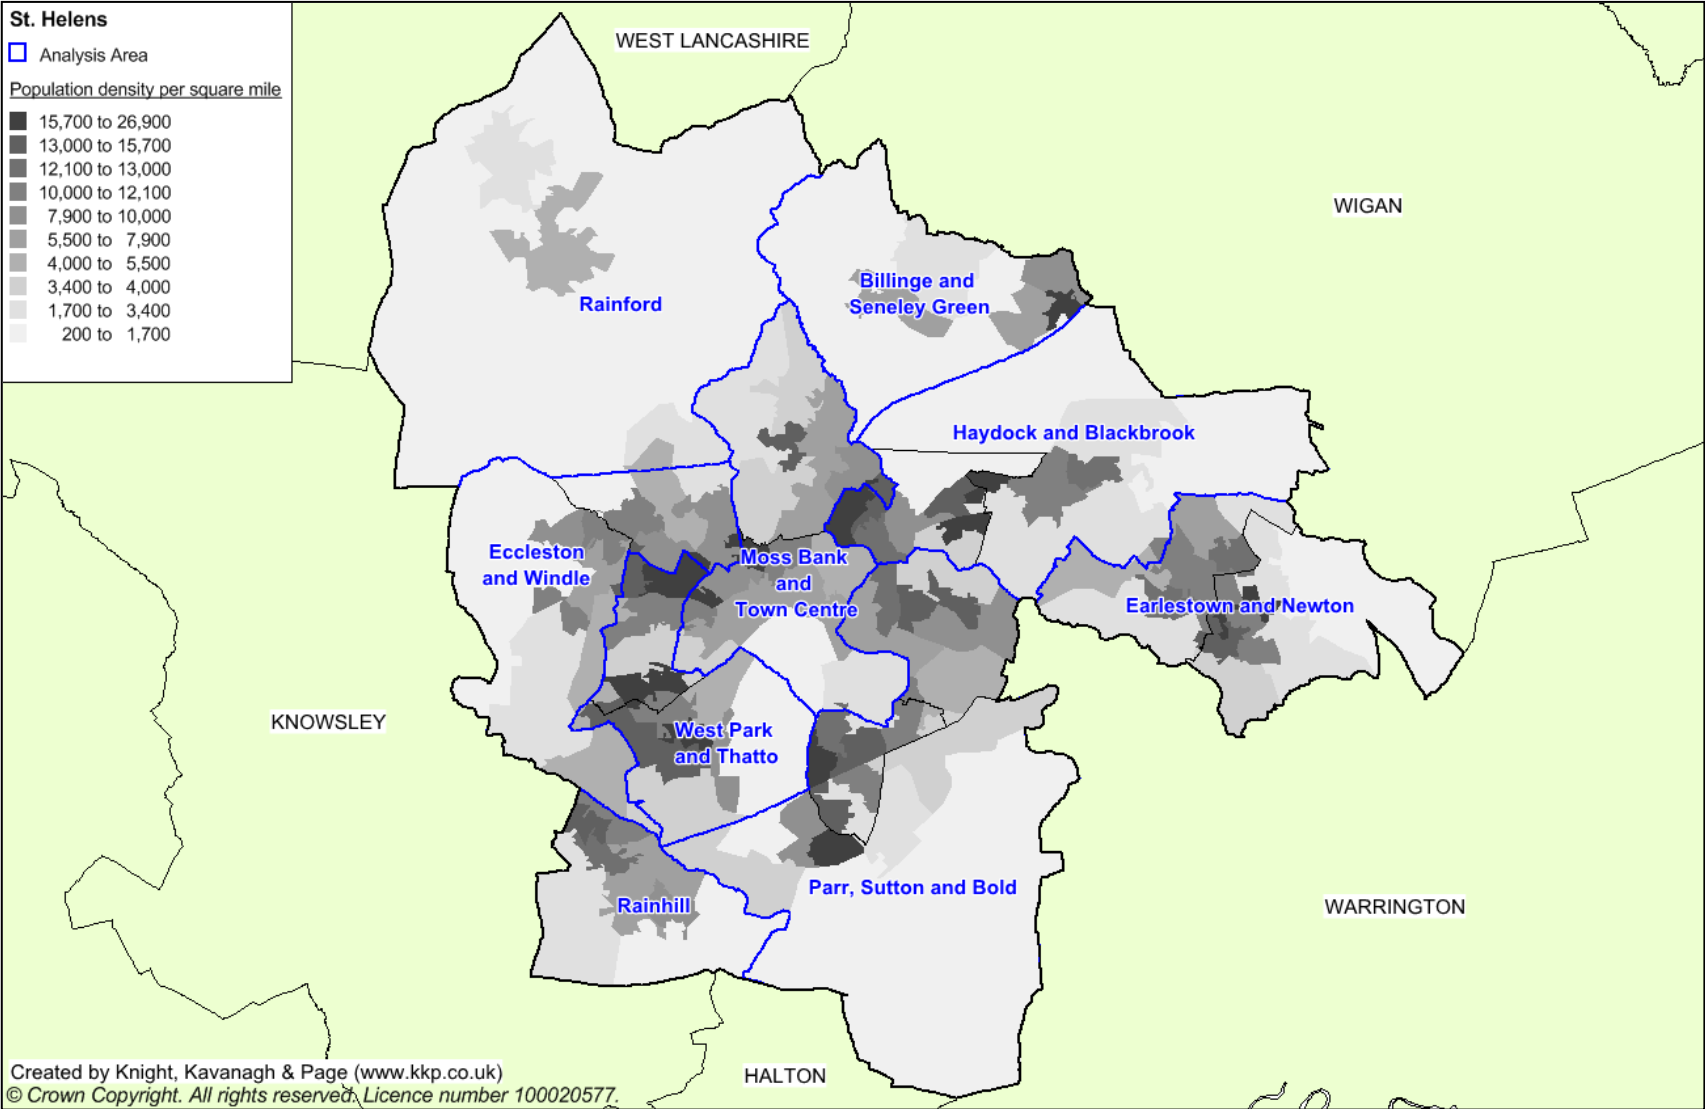 St. Helens
Analysis Area
Population density per square mile
15,700 to 26,900
13,000 to 15,700
12,100 to 13,000
10,000 to 12,100
7,900 to 10,000
5,500 to 7,900
4,000 to 5,500
3,400 to 4,000
1,700 to 3,400
200 to 1,700
WEST LANCASHIRE
WIGAN
Billinge and
Seneley Green
Rainford
Haydock and Blackbrook
Eccleston
and Windle
Moss Bank
and
Town Centre
Earlestown and Newton
KNOWSLEY
West Park
and Thatto
Parr, Sutton and Bold
Rainhill
WARRINGTON
HALTON
Created by Knight, Kavanagh & Page (www.kkp.co.uk)
© Crown Copyright. All rights reserved. Licence number 100020577.